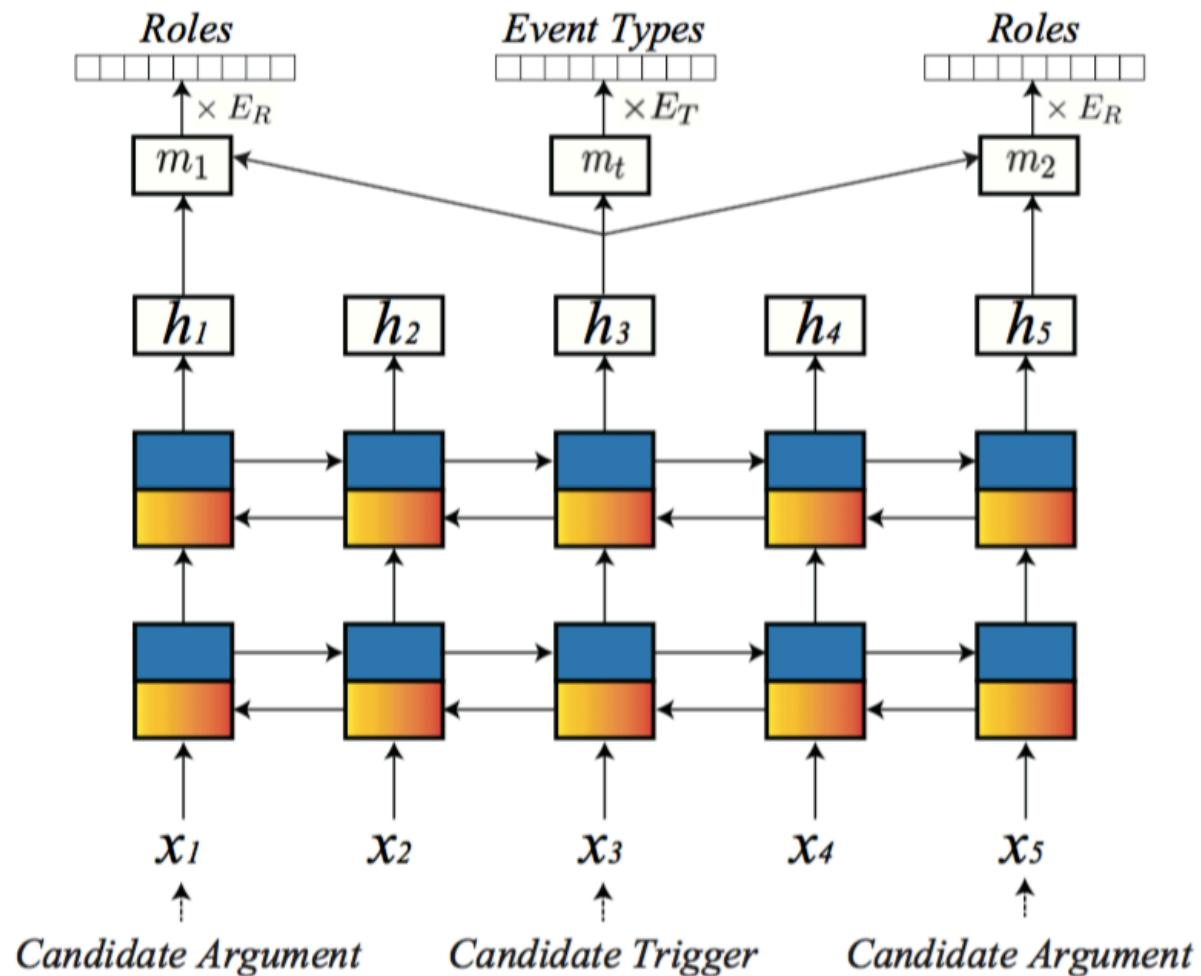 Roles Event Types Roles
× E_R × E_T × E_R
m_1 m_t m_2
h_1 h_2 h_3 h_4 h_5
x_1 x_2 x_3 x_4 x_5
Candidate Argument Candidate Trigger Candidate Argument